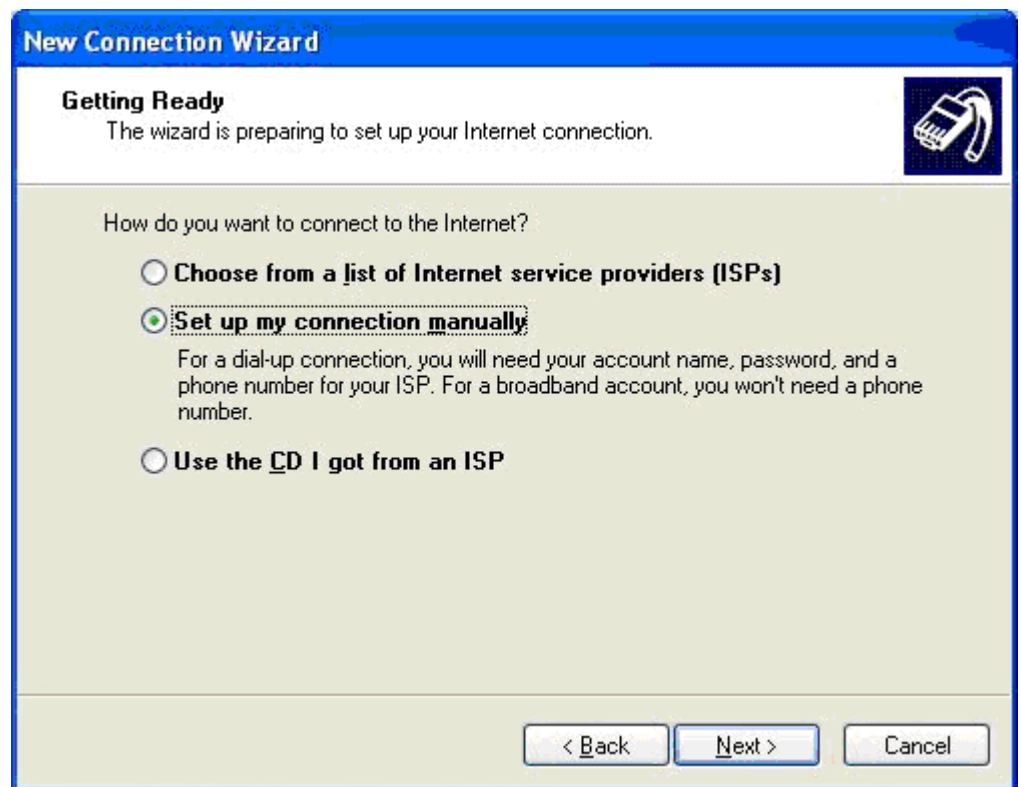 New Connection Wizard
Getting Ready
The wizard is preparing to set up your Internet connection.
How do you want to connect to the Internet?
Choose from a list of Internet service providers (ISPs)
Set up my connection manually
For a dial-up connection, you will need your account name, password, and a
phone number for your ISP. For a broadband account, you won't need a phone
number.
Use the CD I got from an ISP
< Back
Next >
Cancel